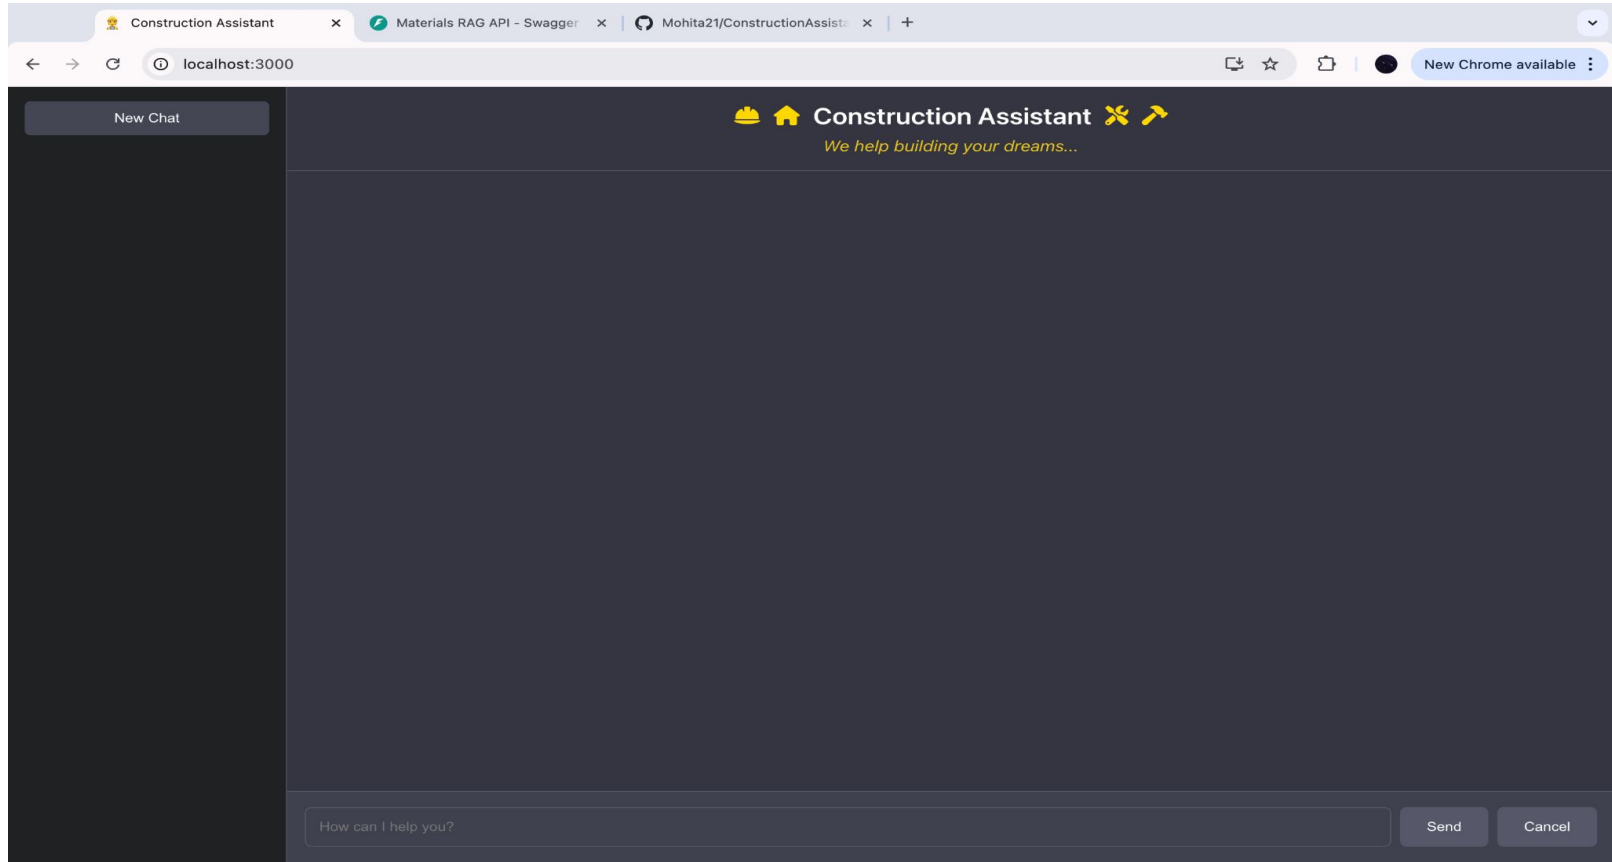 Construction Assistant
Materials RAG API - Swagger
Mohita21/ConstructionAssista
localhost:3000
New Chrome available
New Chat
Construction Assistant
We help building your dreams...
How can I help you?
Send
Cancel